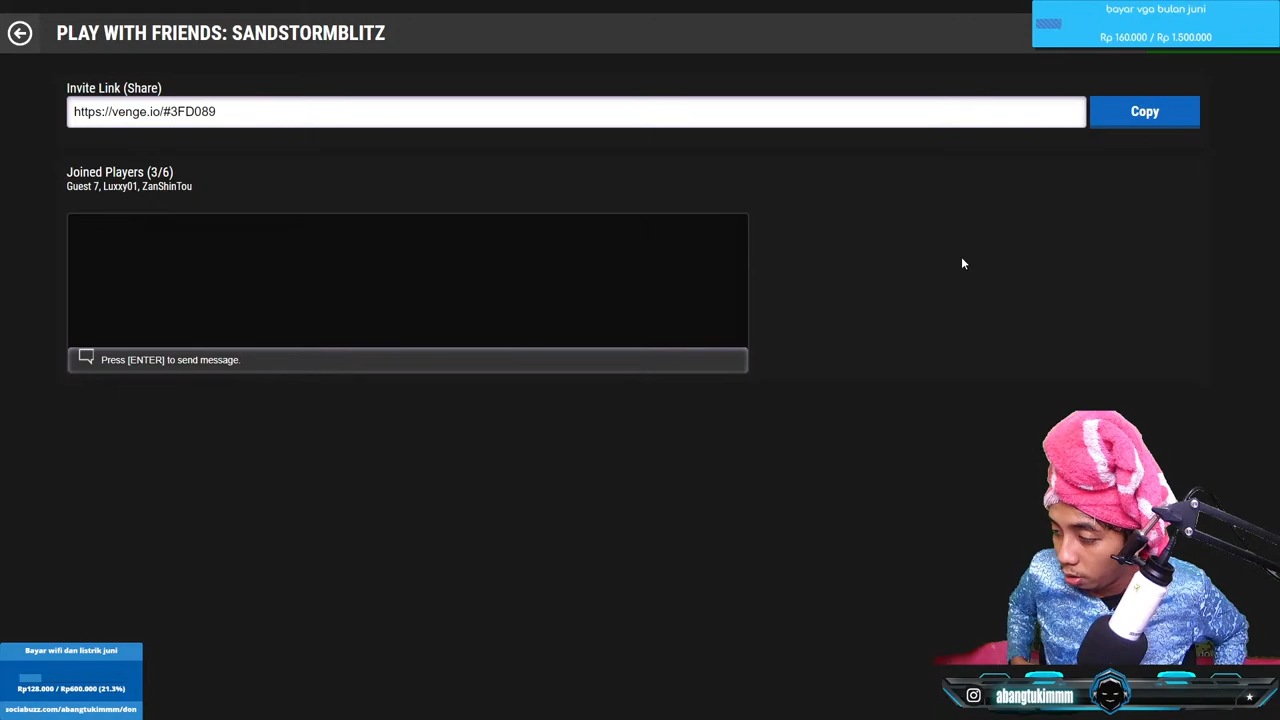 PLAY WITH FRIENDS: SANDSTORMBLITZ
bayar vga bulan juni
Rp 160.000 / Rp 1.500.000
Invite Link (Share)
https://venge.io/#3FD089
Copy
Joined Players (3/6)
Guest 7, Luxxy01, ZanShinTou
Press [ENTER] to send message.
Bayar wifi dan listrik juni
Rp128.000 / Rp600.000 (21.3%)
sociabuzz.com/abangtukimmm/don
abangtukimmm